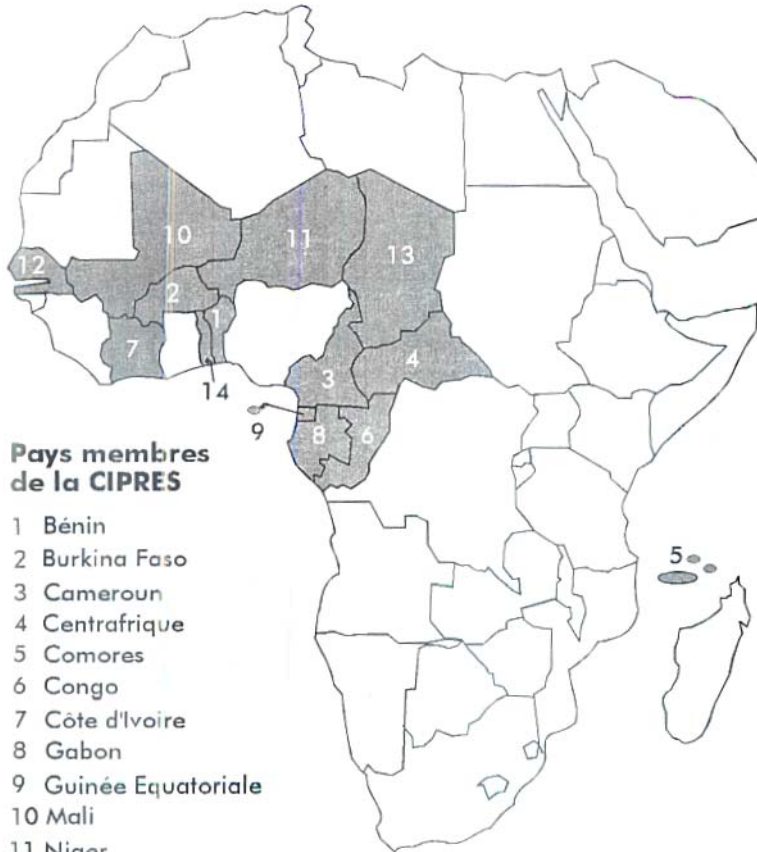 10
11
13
12
2
1
7
4
3
14
9
8
6
5
Pays membres
de la CIPRES
1 Bénin
2 Burkina Faso
3 Cameroun
4 Centrafrique
5 Comores
6 Congo
7 Côte d'Ivoire
8 Gabon
9 Guinée Equatoriale
10 Mali
11 Niger